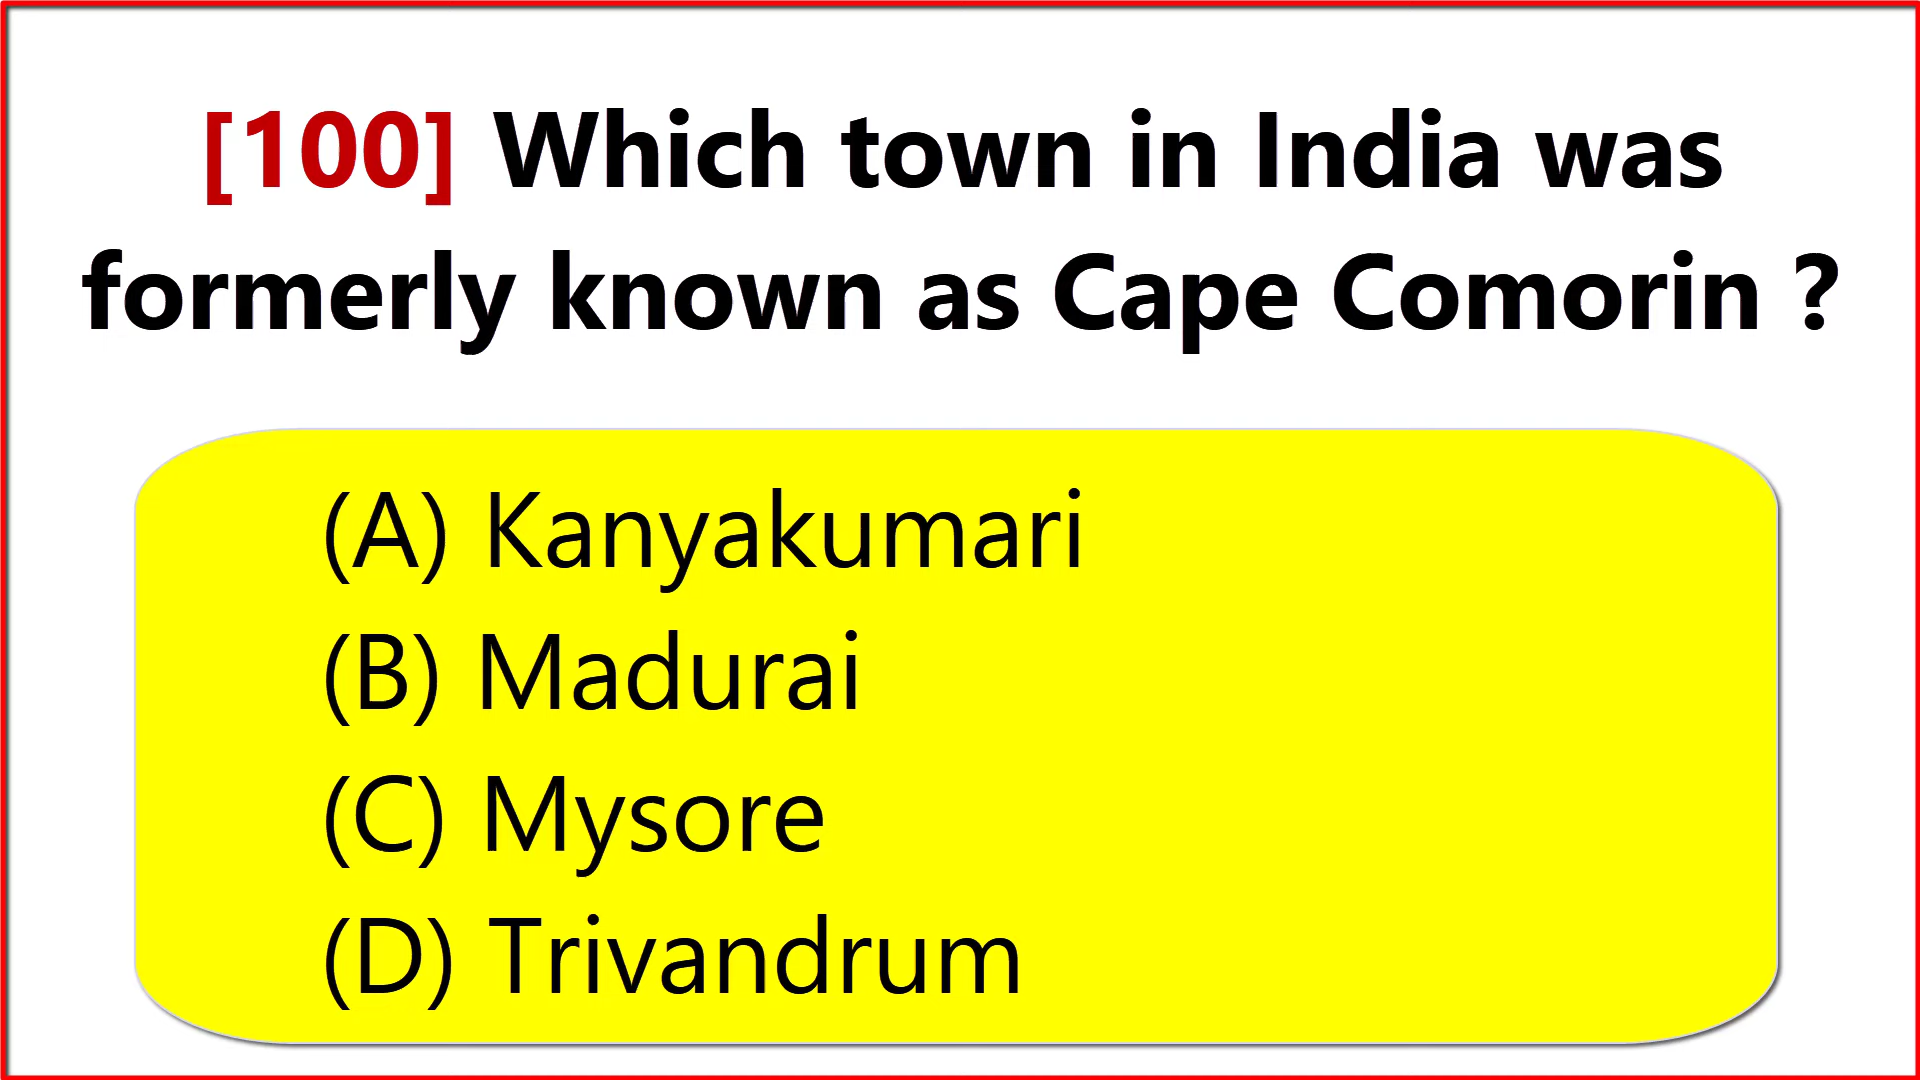 [100] Which town in India was
formerly known as Cape Comorin ?
(A) Kanyakumari
(B) Madurai
(C) Mysore
(D) Trivandrum